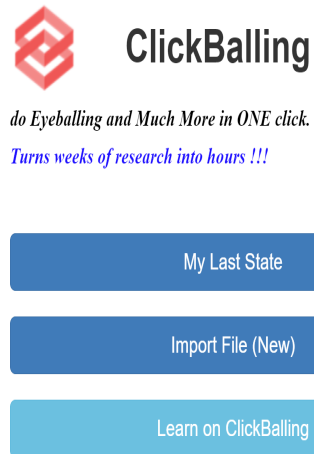 ClickBalling
do Eyeballing and Much More in ONE click.
Turns weeks of research into hours !!!
My Last State
Import File (New)
Learn on ClickBalling